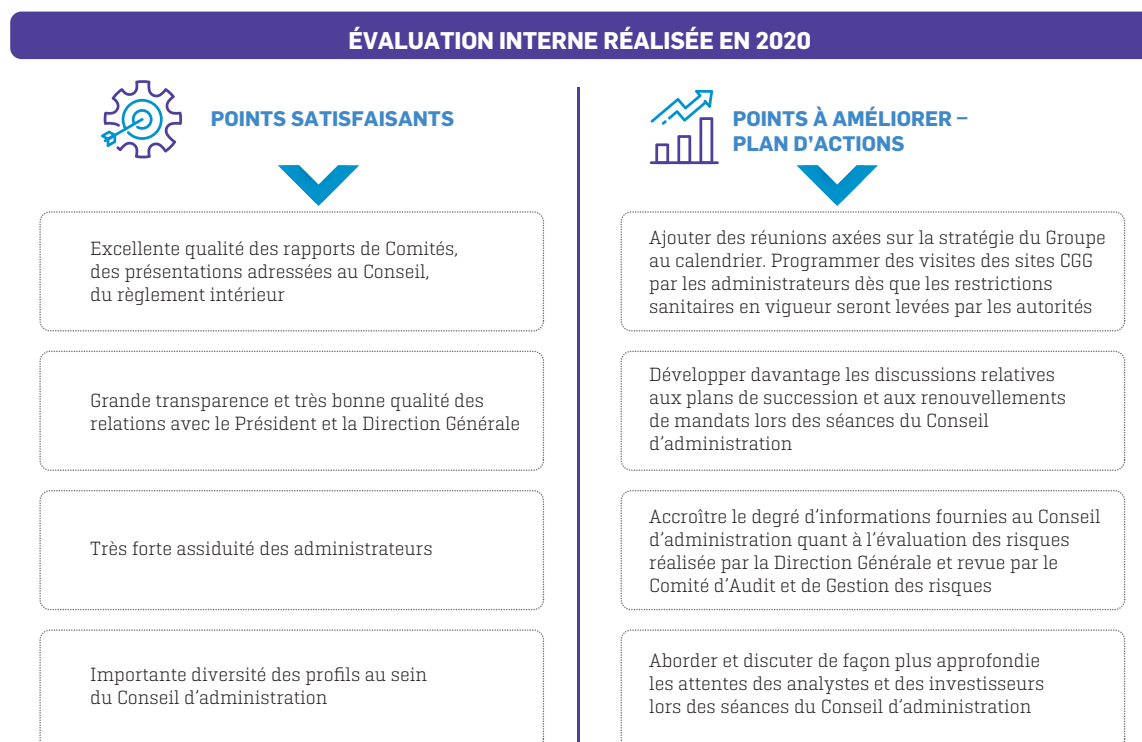 ÉVALUATION INTERNE RÉALISÉE EN 2020
POINTS SATISFAISANTS
Excellente qualité des rapports de Comités,
des présentations adressées au Conseil,
du règlement intérieur
Grande transparence et très bonne qualité des
relations avec le Président et la Direction Générale
Très forte assiduité des administrateurs
Importante diversité des profils au sein
du Conseil d’administration
POINTS À AMÉLIORER –
PLAN D’ACTIONS
Ajouter des réunions axées sur la stratégie du Groupe
au calendrier. Programmer des visites des sites CGG
par les administrateurs dès que les restrictions
sanitaires en vigueur seront levées par les autorités
Développer davantage les discussions relatives
aux plans de succession et aux renouvellements
de mandats lors des séances du Conseil
d’administration
Accroître le degré d’informations fournies au Conseil
d’administration quant à l’évaluation des risques
réalisée par la Direction Générale et revue par le
Comité d’Audit et de Gestion des risques
Aborder et discuter de façon plus approfondie
les attentes des analystes et des investisseurs
lors des séances du Conseil d’administration